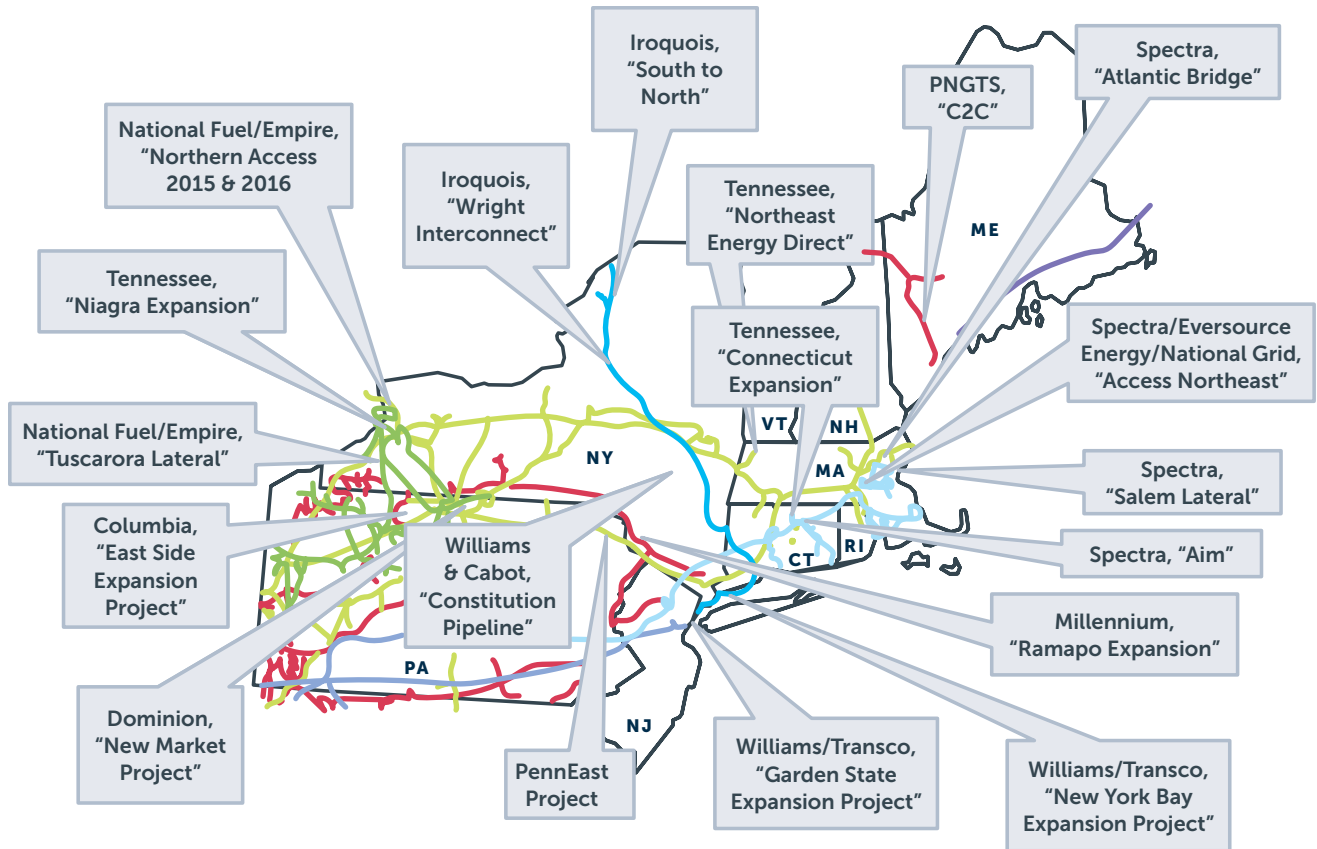 Iroquois,
“South to
North”
Spectra,
“Atlantic Bridge”
PNGTS,
“C2C”
National Fuel/Empire,
“Northern Access
2015 & 2016
Iroquois,
“Wright
Interconnect”
Tennessee,
“Northeast
Energy Direct”
ME
Tennessee,
“Niagra Expansion”
Tennessee,
“Connecticut
Expansion”
Spectra/Eversource
Energy/National Grid,
“Access Northeast”
National Fuel/Empire,
“Tuscarora Lateral”
VT
NH
NY
MA
Spectra,
“Salem Lateral”
Columbia,
“East Side
Expansion
Project”
Williams
& Cabot,
“Constitution
Pipeline”
CT
RI
Spectra, “Aim”
Millennium,
“Ramapo Expansion”
PA
NJ
Dominion,
“New Market
Project”
PennEast
Project
Williams/Transco,
“Garden State
Expansion Project”
Williams/Transco,
“New York Bay
Expansion Project”